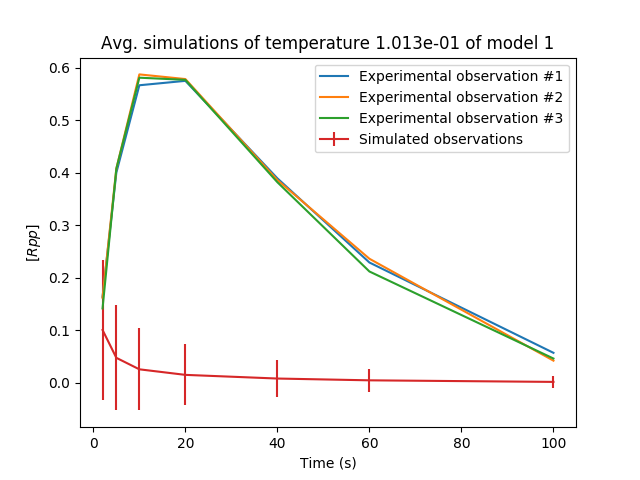 Avg. simulations of temperature 1.013e-01 of model 1
Experimental observation #1
Experimental observation #2
Experimental observation #3
Simulated observations
0.6
0.5
0.4
0.3
0.2
0.1
0.0
[Rpp]
0 20 40 60 80 100
Time (s)